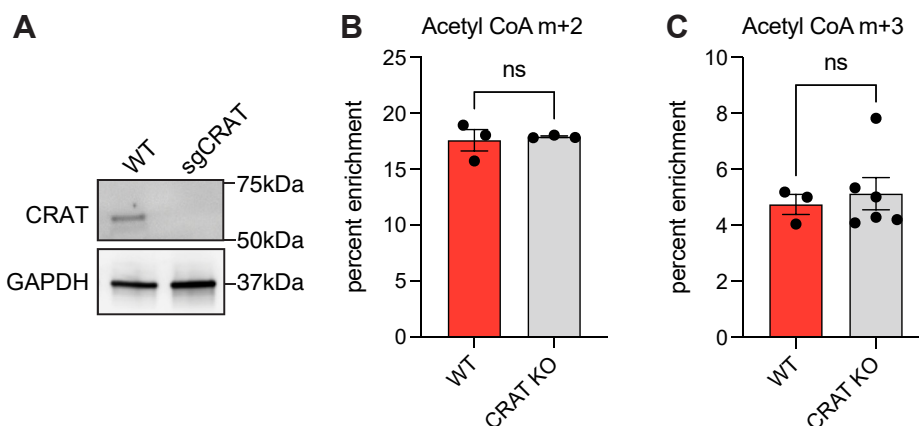 A
WT
sgCRAT
CRAT
75kDa
50kDa
GAPDH
37kDa
B
Acetyl CoA m+2
ns
percent enrichment
25
20
15
10
5
0
WT
CRAT KO
C
Acetyl CoA m+3
ns
percent enrichment
10
8
6
4
2
0
WT
CRAT KO